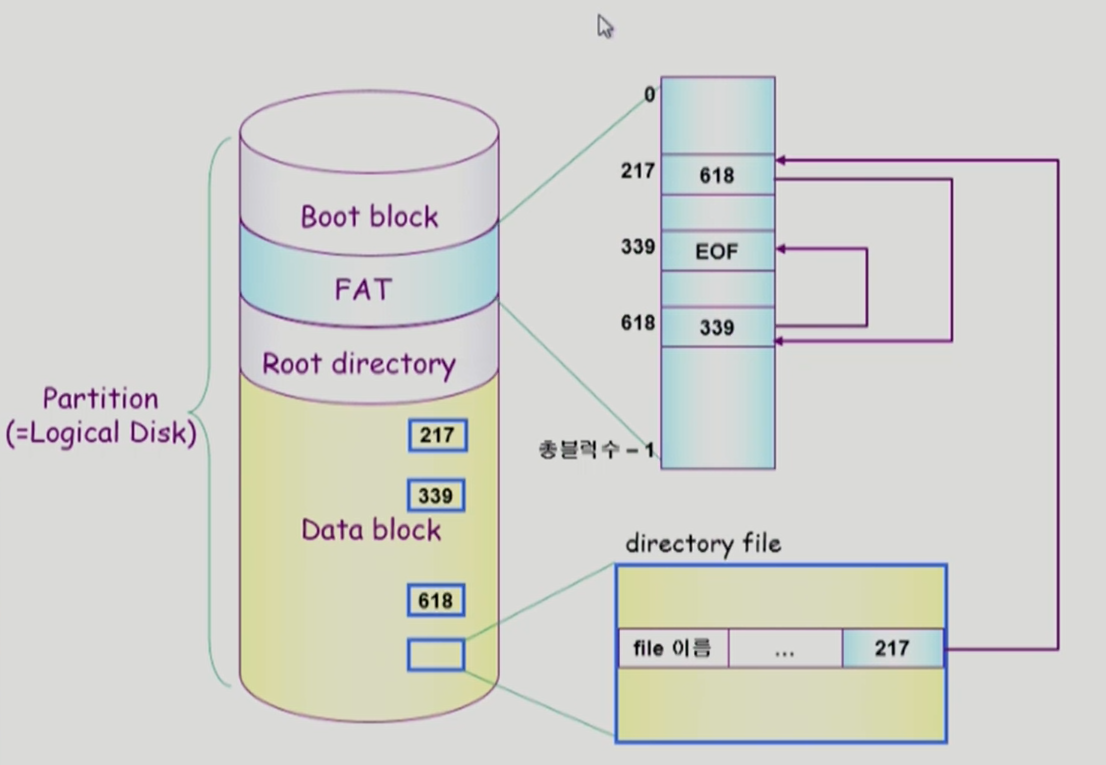 Boot block
FAT
Root directory
Partition
(=Logical Disk)
217
339
Data block
618
0
217
618
339
EOF
618
339
총블럭수 - 1
directory file
file 이름
...
217